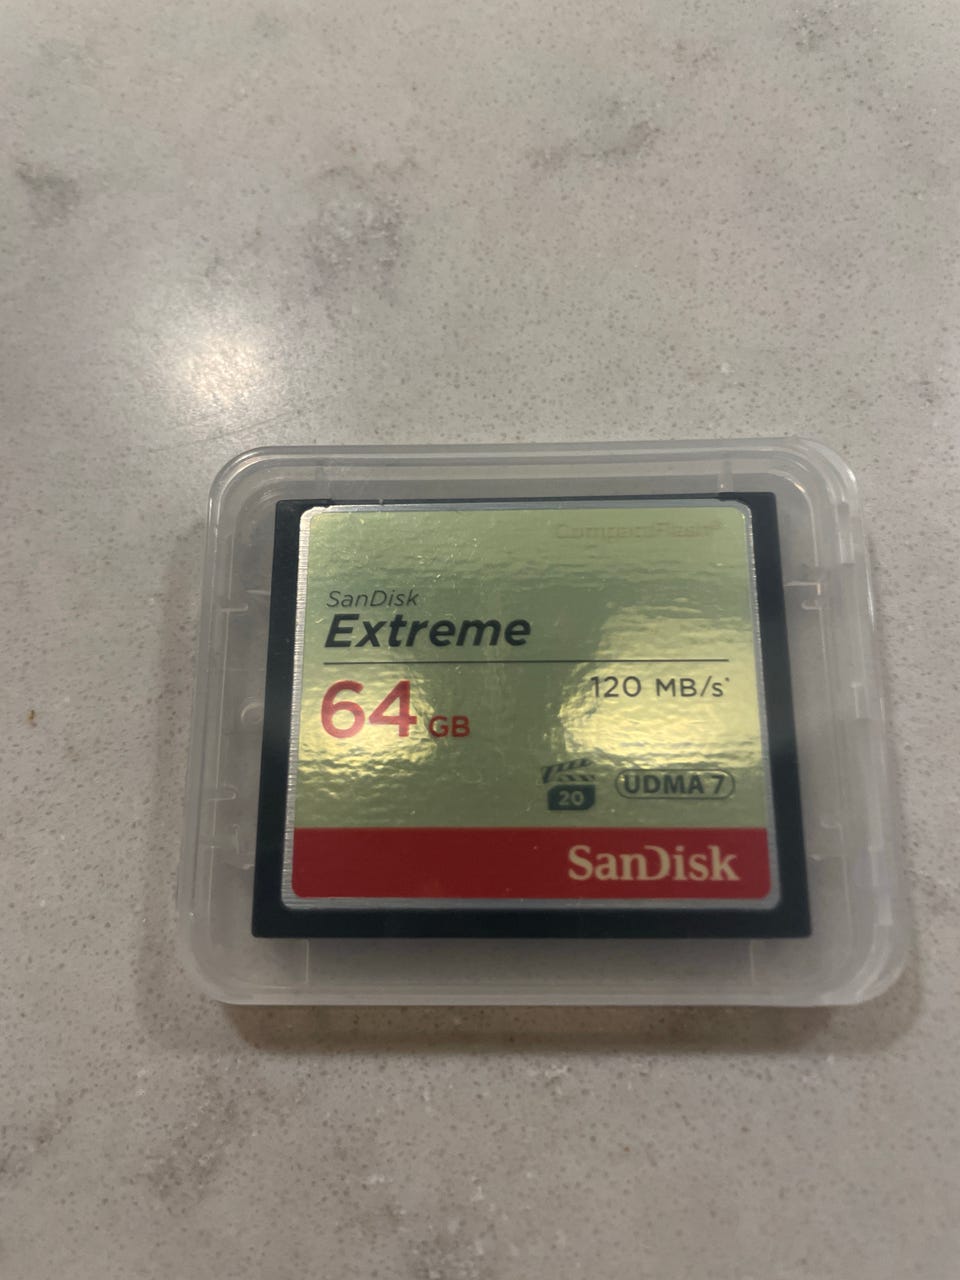 CompactFlash®
SanDisk
Extreme
64 GB
120 MB/s*
20
UDMA 7
SanDisk